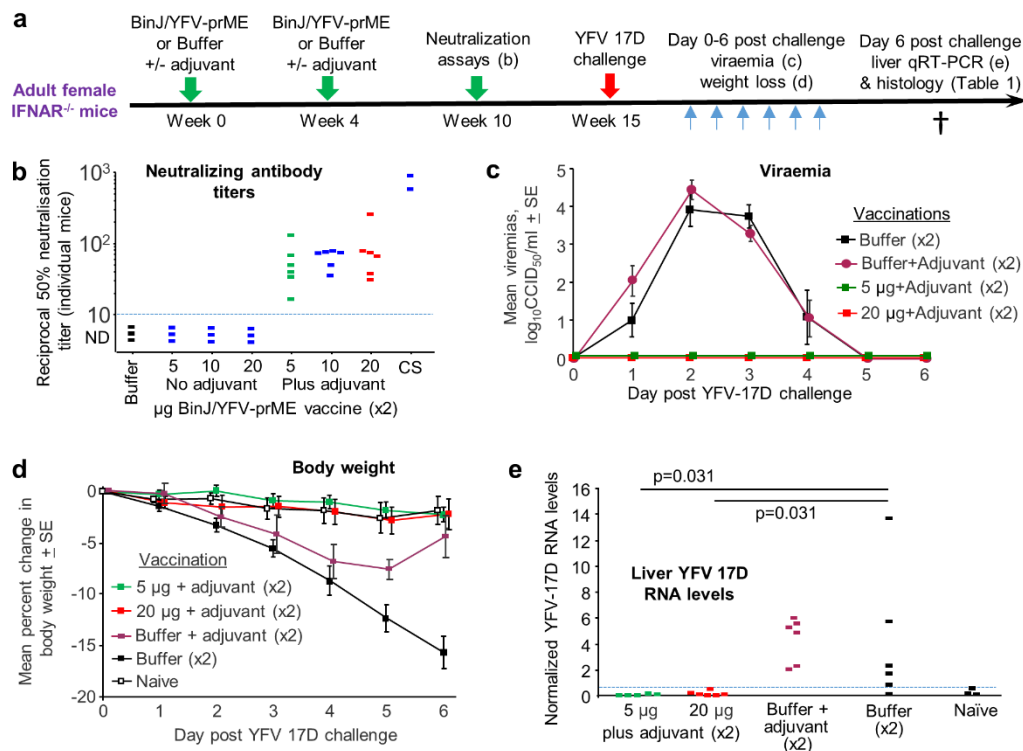 a
BinJ/YFV-prME
or Buffer
+/- adjuvant
BinJ/YFV-prME
or Buffer
+/- adjuvant
Neutralization
assays (b)
YFV 17D
challenge
Day 0-6 post challenge
viraemia (c)
weight loss (d)
Day 6 post challenge
liver qRT-PCR (e)
& histology (Table 1)
Adult female
IFNAR-/- mice
Week 0
Week 4
Week 10
Week 15
†
b
Neutralizing antibody
titers
Reciprocal 50% neutralisation
titer (individual mice)
10³
10²
10
ND
Buffer
5
10
20
5
10
20
CS
No adjuvant
Plus adjuvant
µg BinJ/YFV-prME vaccine (x2)
c
Viraemia
Mean viremias,
log10CCID50/ml ± SE
5
4
3
2
1
0
0
1
2
3
4
5
6
Day post YFV-17D challenge
Vaccinations
Buffer (x2)
Buffer+Adjuvant (x2)
5 µg+Adjuvant (x2)
20 µg+Adjuvant (x2)
d
Body weight
Mean percent change in
body weight ± SE
0
-5
-10
-15
-20
Vaccination
5 µg + adjuvant (x2)
20 µg + adjuvant (x2)
Buffer + adjuvant (x2)
Buffer (x2)
Naive
0
1
2
3
4
5
6
Day post YFV 17D challenge
e
p=0.031
p=0.031
Liver YFV 17D
RNA levels
Normalized YFV-17D RNA levels
16
14
12
10
8
6
4
2
0
5 µg
20 µg
plus adjuvant (x2)
Buffer +
adjuvant
(x2)
Buffer
(x2)
Naïve